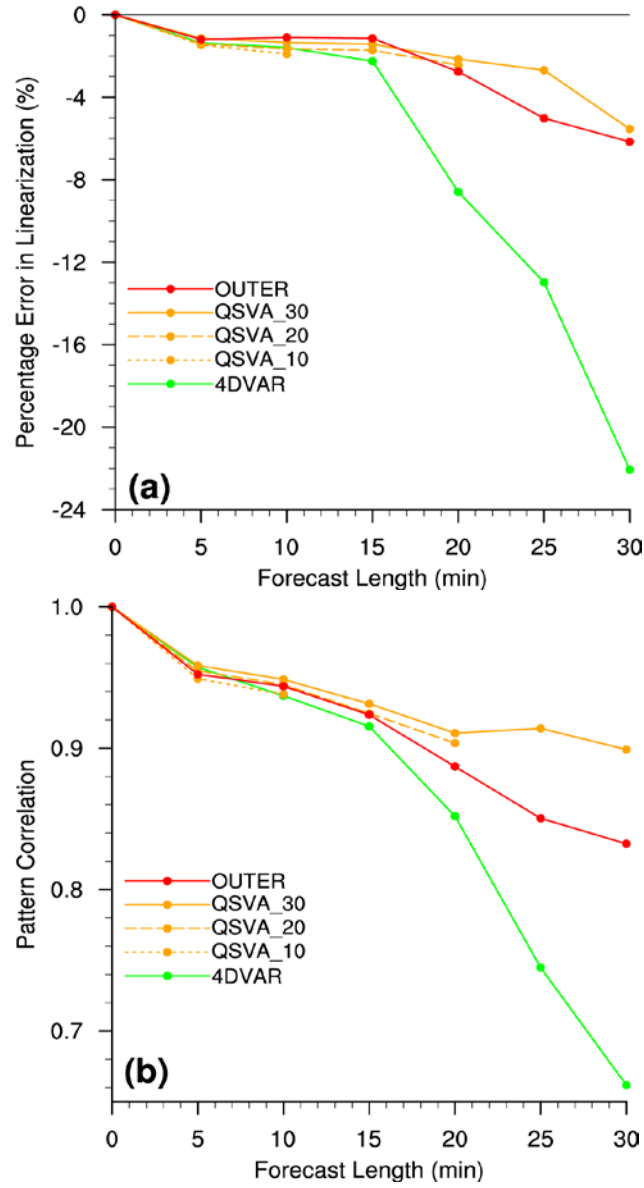 Percentage Error in Linearization (%)
0
-4
-8
-12
-16
-20
-24
OUTER
QSVA_30
QSVA_20
QSVA_10
4DVAR
(a)
0 5 10 15 20 25 30
Forecast Length (min)
Pattern Correlation
1.0
0.9
0.8
0.7
OUTER
QSVA_30
QSVA_20
QSVA_10
4DVAR
(b)
0 5 10 15 20 25 30
Forecast Length (min)